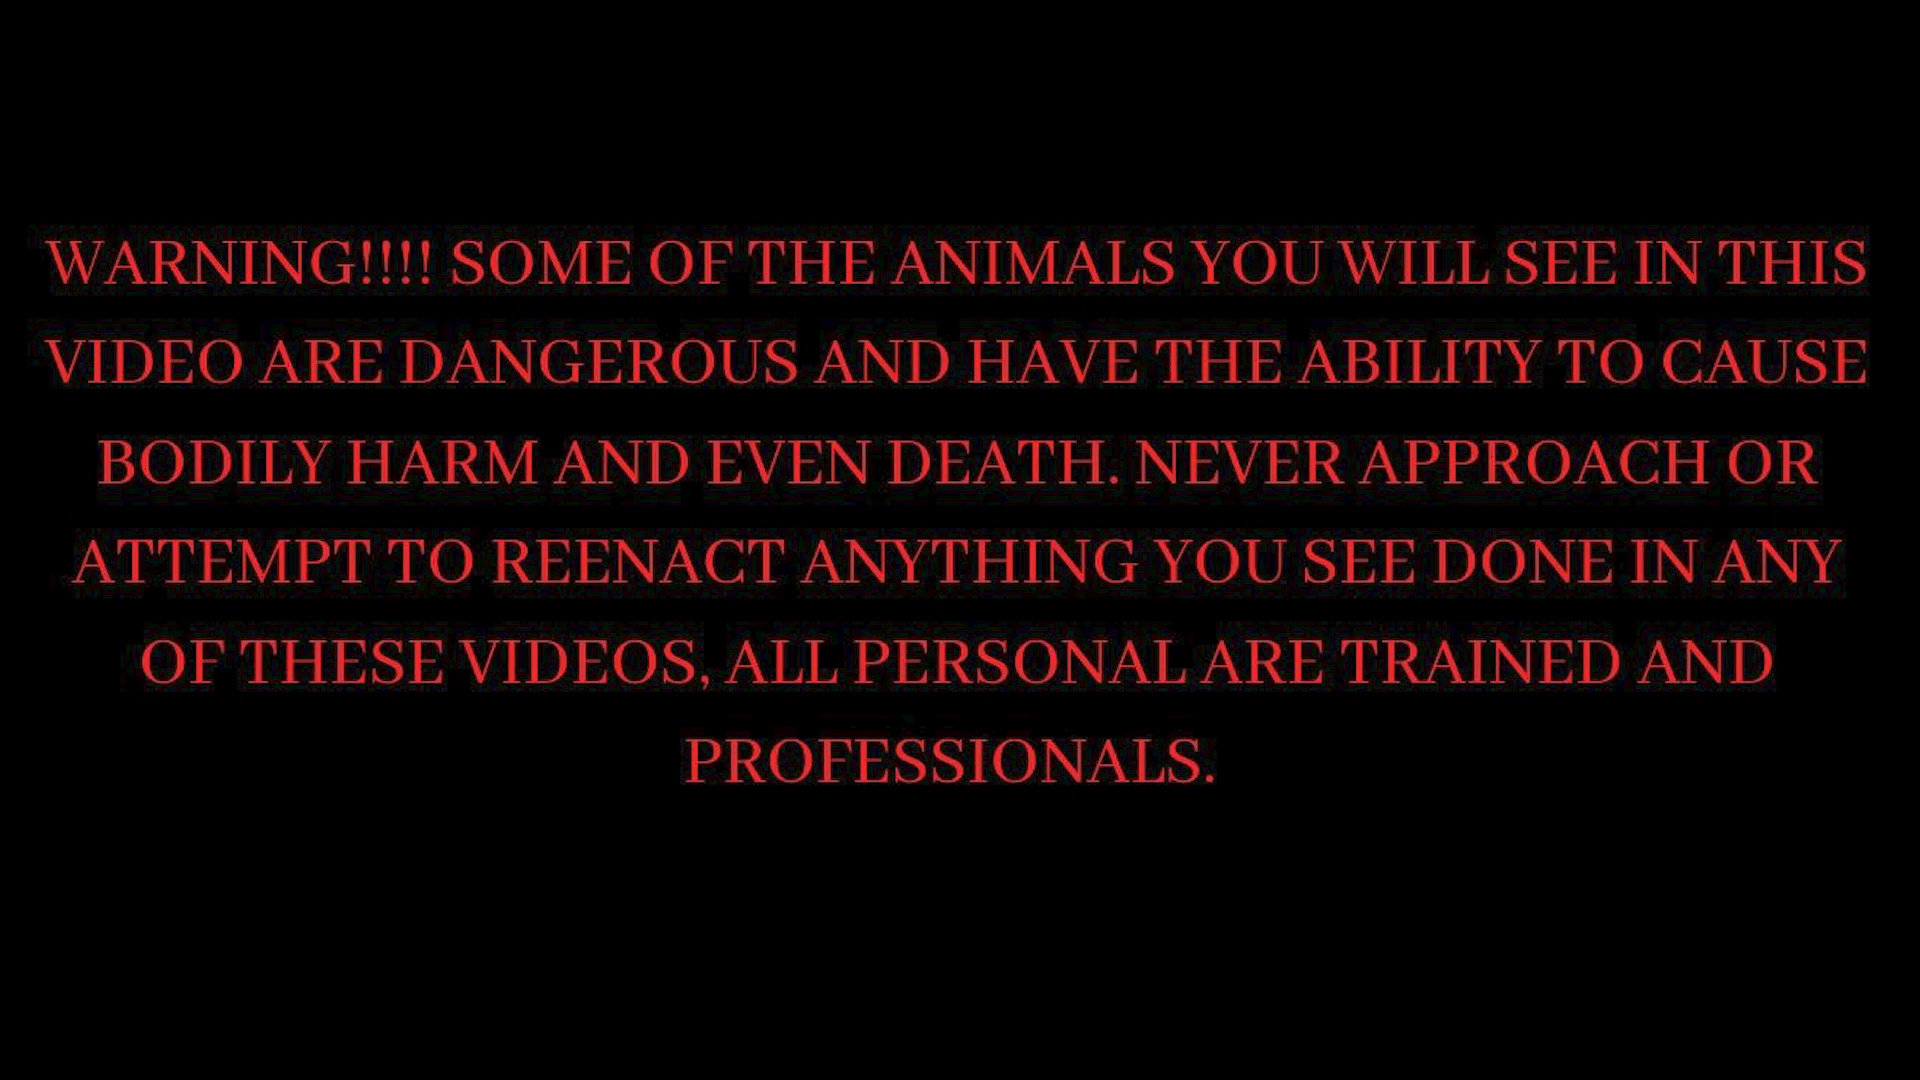 WARNING!!!! SOME OF THE ANIMALS YOU WILL SEE IN THIS
VIDEO ARE DANGEROUS AND HAVE THE ABILITY TO CAUSE
BODILY HARM AND EVEN DEATH. NEVER APPROACH OR
ATTEMPT TO REENACT ANYTHING YOU SEE DONE IN ANY
OF THESE VIDEOS, ALL PERSONAL ARE TRAINED AND
PROFESSIONALS.